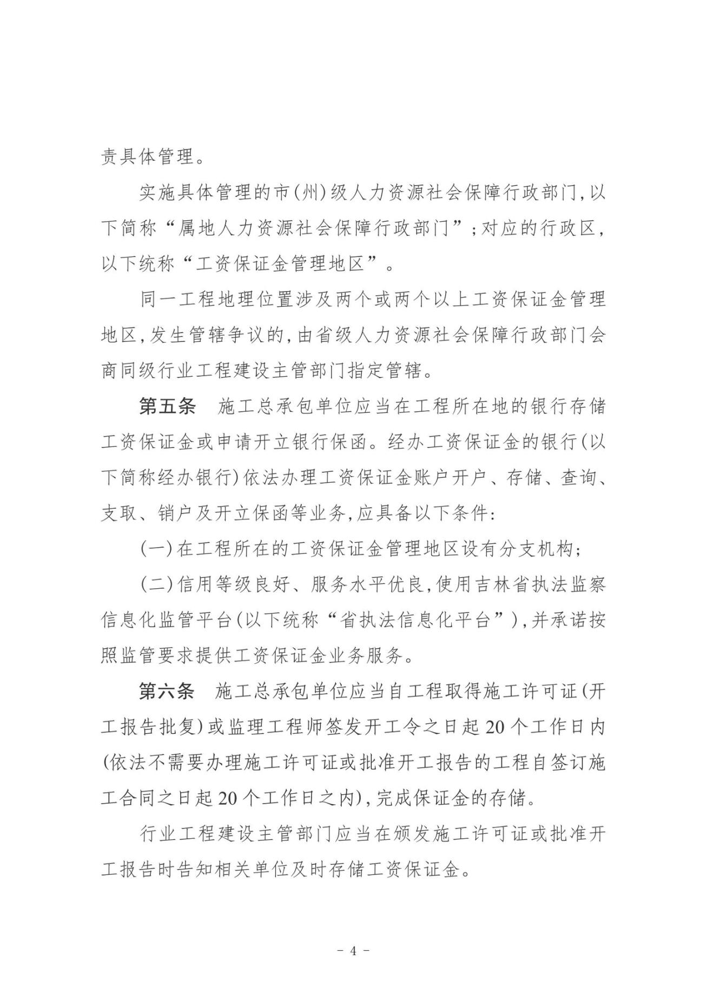 责具体管理。
实施具体管理的市(州)级人力资源社会保障行政部门,以
下简称“属地人力资源社会保障行政部门”;对应的行政区,
以下统称“工资保证金管理地区”。
同一工程地理位置涉及两个或两个以上工资保证金管理
地区,发生管辖争议的,由省级人力资源社会保障行政部门会
商同级行业工程建设主管部门指定管辖。
第五条 施工总承包单位应当在工程所在地的银行存储
工资保证金或申请开立银行保函。经办工资保证金的银行(以
下简称经办银行)依法办理工资保证金账户开户、存储、查询、
支取、销户及开立保函等业务,应具备以下条件:
(一)在工程所在的工资保证金管理地区设有分支机构;
(二)信用等级良好、服务水平优良,使用吉林省执法监察
信息化监管平台(以下统称“省执法信息化平台”),并承诺按
照监管要求提供工资保证金业务服务。
第六条 施工总承包单位应当自工程取得施工许可证(开
工报告批复)或监理工程师签发开工令之日起 20 个工作日内
(依法不需要办理施工许可证或批准开工报告的工程自签订施
工合同之日起 20 个工作日之内),完成保证金的存储。
行业工程建设主管部门应当在颁发施工许可证或批准开
工报告时告知相关单位及时存储工资保证金。
- 4 -